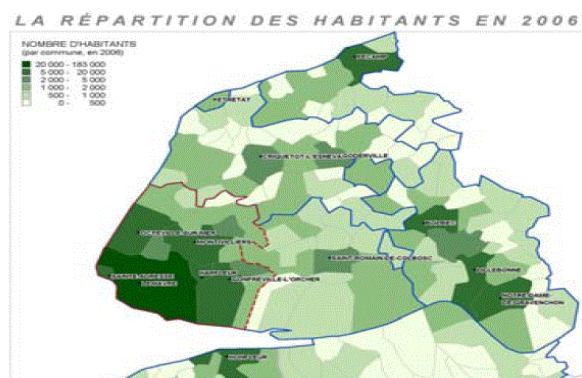 LA RÉPARTITION DES HABITANTS EN 2006
NOMBRE D'HABITANTS
(par commune, en 2006)
20 000 - 185 000
5 000 - 20 000
2 000 - 5 000
1 000 - 2 000
500 - 1 000
0 - 500
FECAMP
ETRETAT
CRIQUETOT-L'ESNEVAL
GODERVILLE
OCTEVILLE-SUR-MER
MONTIVILLIERS
BOLBEC
SAINT-ROMAIN-DE-COLBOSC
LILLEBONNE
SAINTE-ADRESSE
LE HAVRE
HARFLEUR
GONFREVILLE-L'ORCHER
NOTRE-DAME-
DE-GRAVENCHON
HONFLEUR